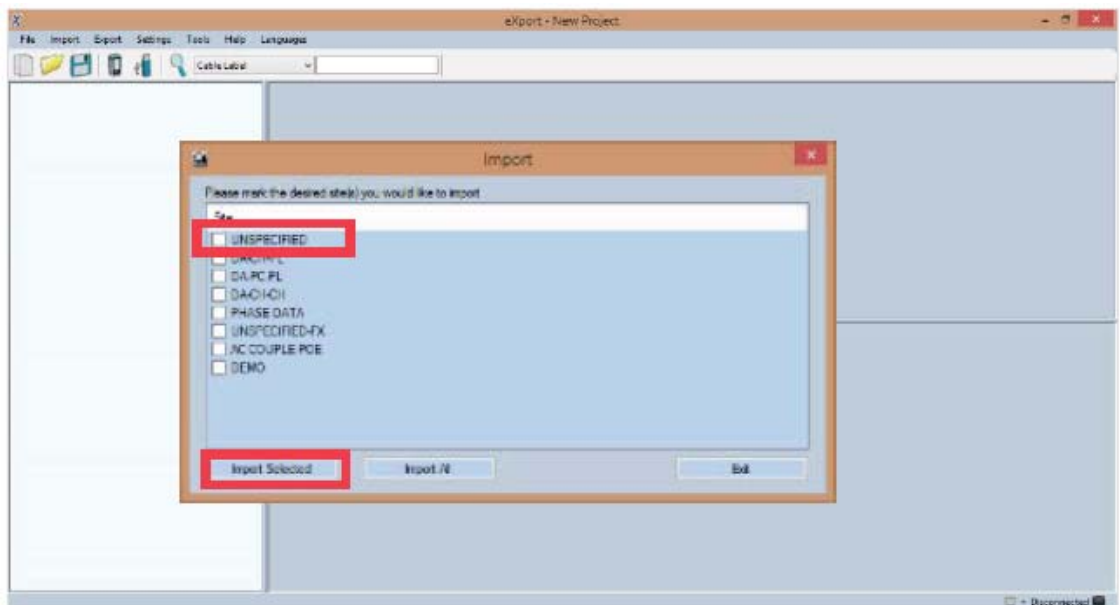 eXport - New Project
File Import Export Settings Tools Help Languages
Cable Label
Import
Please mark the desired site(s) you would like to import
Site
UNSPECIFIED
DA-PC PL
DA-CH-CH
PHASE DATA
UNSPECIFIED-FX
AC COUPLE POE
DEMO
Import Selected Import All Exit
Disconnected